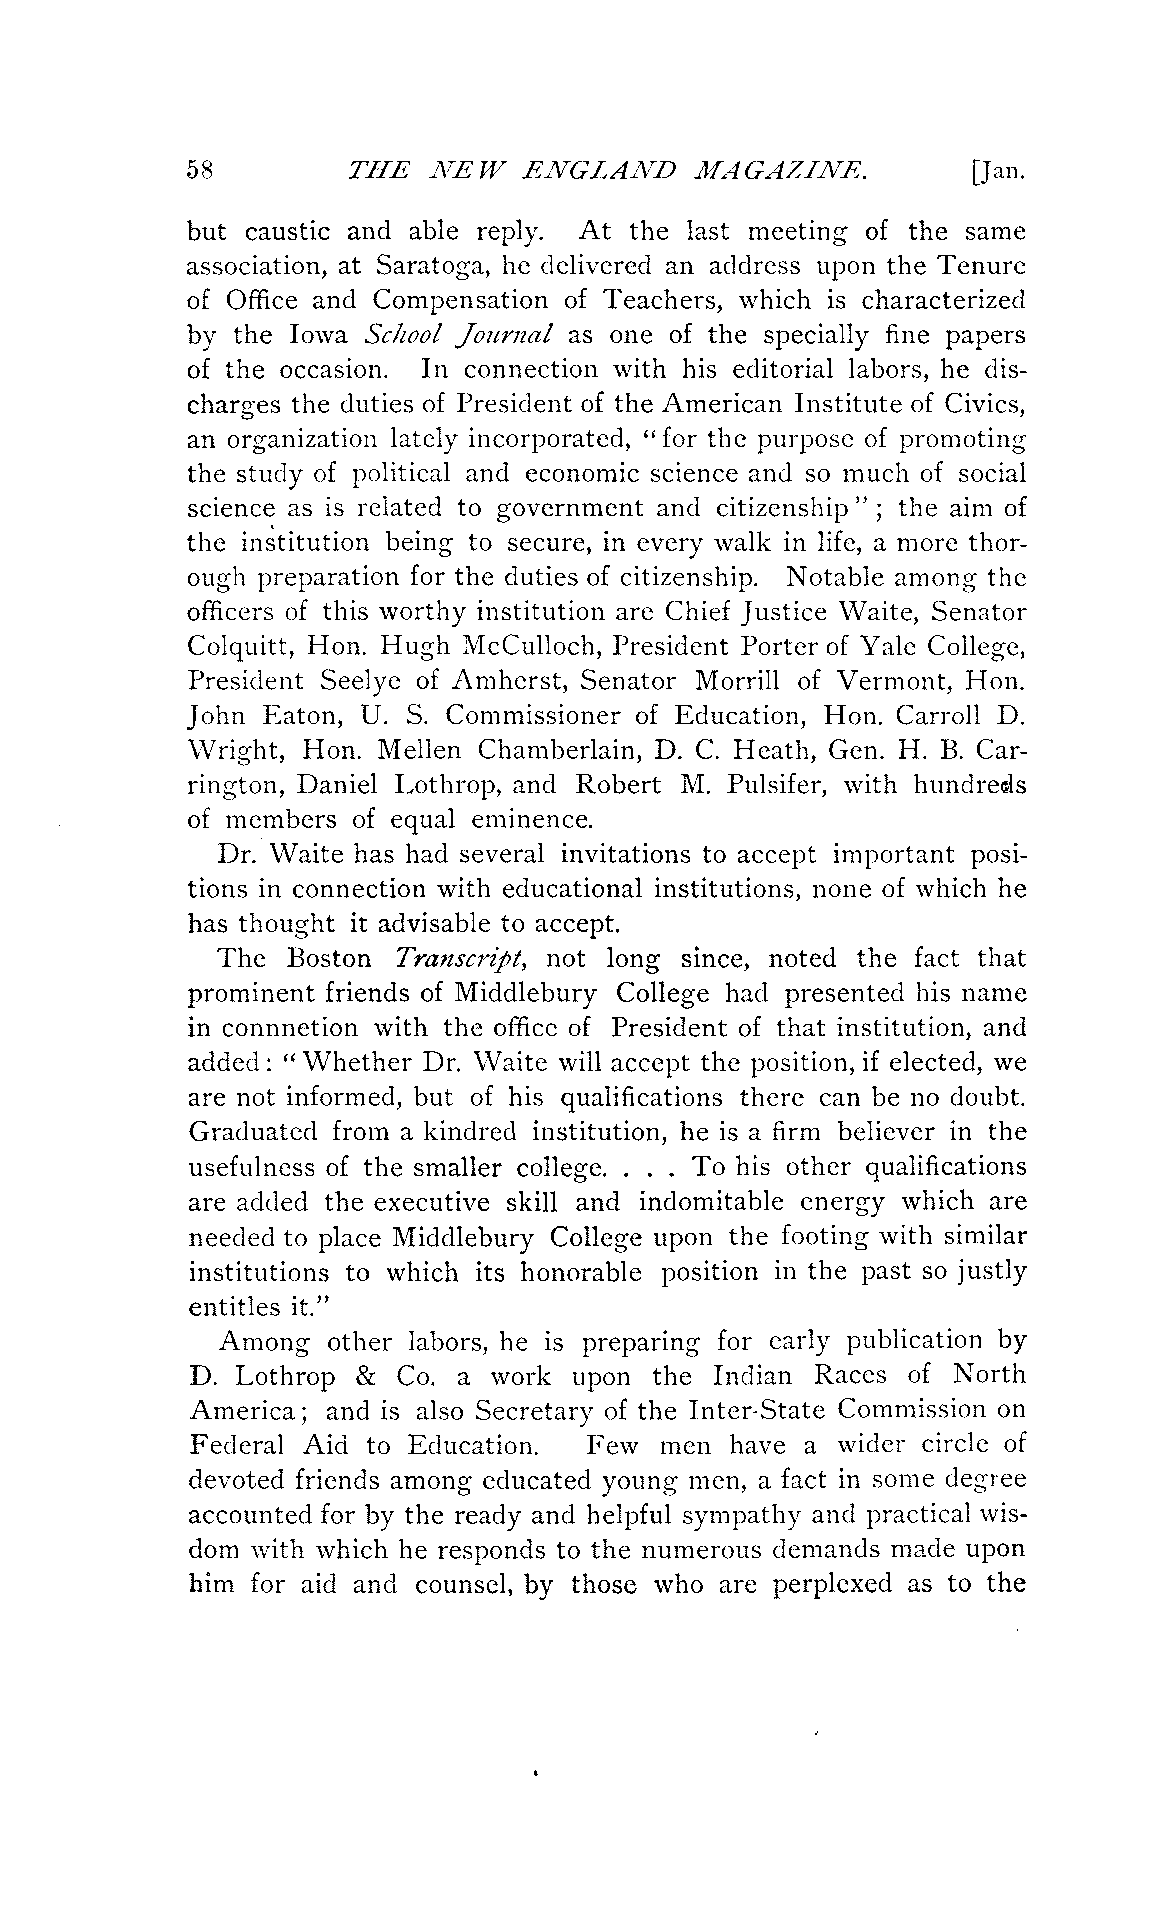 58 THE NEW ENGLAND MAGAZINE. [Jan.
but caustic and able reply. At the last meeting of the same
association, at Saratoga, he delivered an address upon the Tenure
of Office and Compensation of Teachers, which is characterized
by the Iowa School Journal as one of the specially fine papers
of the occasion. In connection with his editorial labors, he dis-
charges the duties of President of the American Institute of Civics,
an organization lately incorporated, "for the purpose of promoting
the study of political and economic science and so much of social
science as is related to government and citizenship"; the aim of
the institution being to secure, in every walk in life, a more thor-
ough preparation for the duties of citizenship. Notable among the
officers of this worthy institution are Chief Justice Waite, Senator
Colquitt, Hon. Hugh McCulloch, President Porter of Yale College,
President Seelye of Amherst, Senator Morrill of Vermont, Hon.
John Eaton, U. S. Commissioner of Education, Hon. Carroll D.
Wright, Hon. Mellen Chamberlain, D. C. Heath, Gen. H. B. Car-
rington, Daniel Lothrop, and Robert M. Pulsifer, with hundreds
of members of equal eminence.
Dr. Waite has had several invitations to accept important posi-
tions in connection with educational institutions, none of which he
has thought it advisable to accept.
The Boston Transcript, not long since, noted the fact that
prominent friends of Middlebury College had presented his name
in connnetion with the office of President of that institution, and
added: "Whether Dr. Waite will accept the position, if elected, we
are not informed, but of his qualifications there can be no doubt.
Graduated from a kindred institution, he is a firm believer in the
usefulness of the smaller college. . . . To his other qualifications
are added the executive skill and indomitable energy which are
needed to place Middlebury College upon the footing with similar
institutions to which its honorable position in the past so justly
entitles it."
Among other labors, he is preparing for early publication by
D. Lothrop & Co. a work upon the Indian Races of North
America; and is also Secretary of the Inter-State Commission on
Federal Aid to Education. Few men have a wider circle of
devoted friends among educated young men, a fact in some degree
accounted for by the ready and helpful sympathy and practical wis-
dom with which he responds to the numerous demands made upon
him for aid and counsel, by those who are perplexed as to the